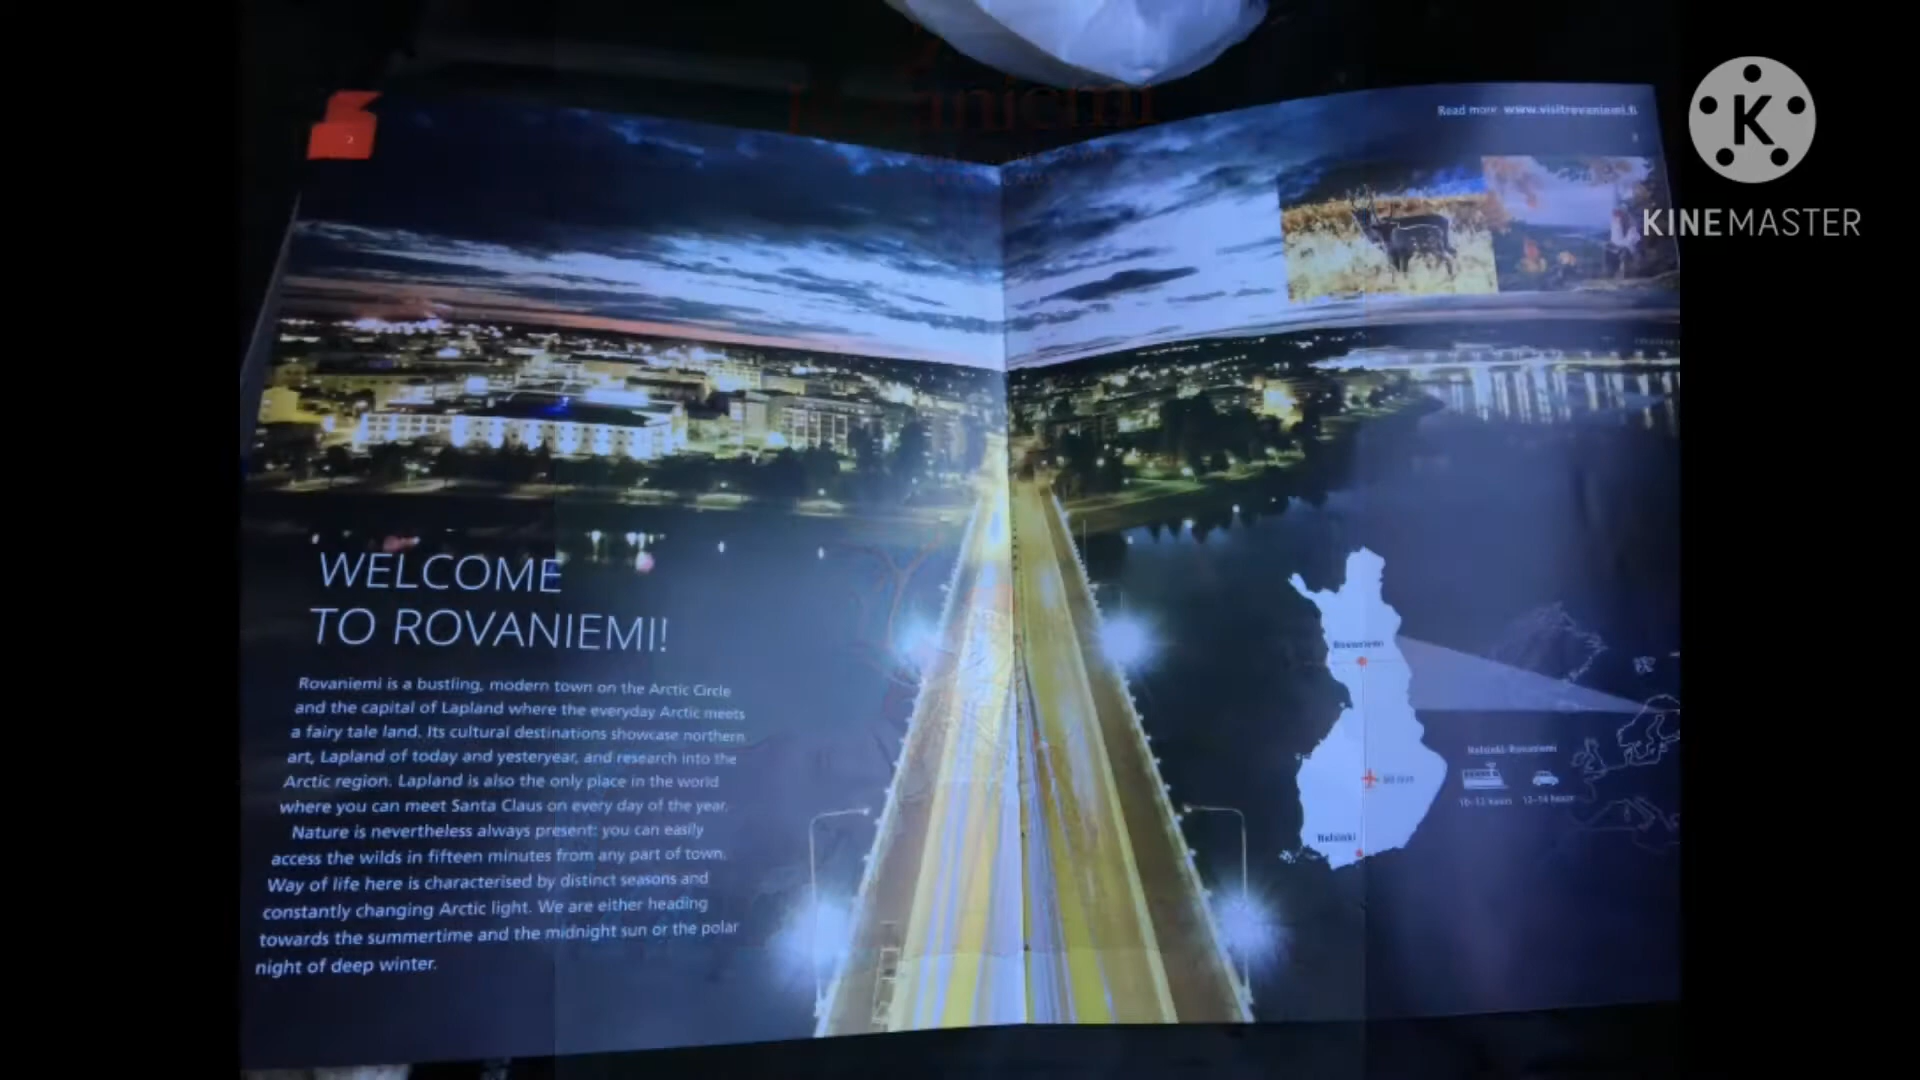 2
Read more: www.visitrovaniemi.fi
3
KINEMASTER
WELCOME
TO ROVANIEMI!
Rovaniemi is a bustling, modern town on the Arctic Circle
and the capital of Lapland where the everyday Arctic meets
a fairy tale land. Its cultural destinations showcase northern
art, Lapland of today and yesteryear, and research into the
Arctic region. Lapland is also the only place in the world
where you can meet Santa Claus on every day of the year.
Nature is nevertheless always present: you can easily
access the wilds in fifteen minutes from any part of town.
Way of life here is characterised by distinct seasons and
constantly changing Arctic light. We are either heading
towards the summertime and the midnight sun or the polar
night of deep winter.
Rovaniemi
Helsinki-Rovaniemi
Helsinki